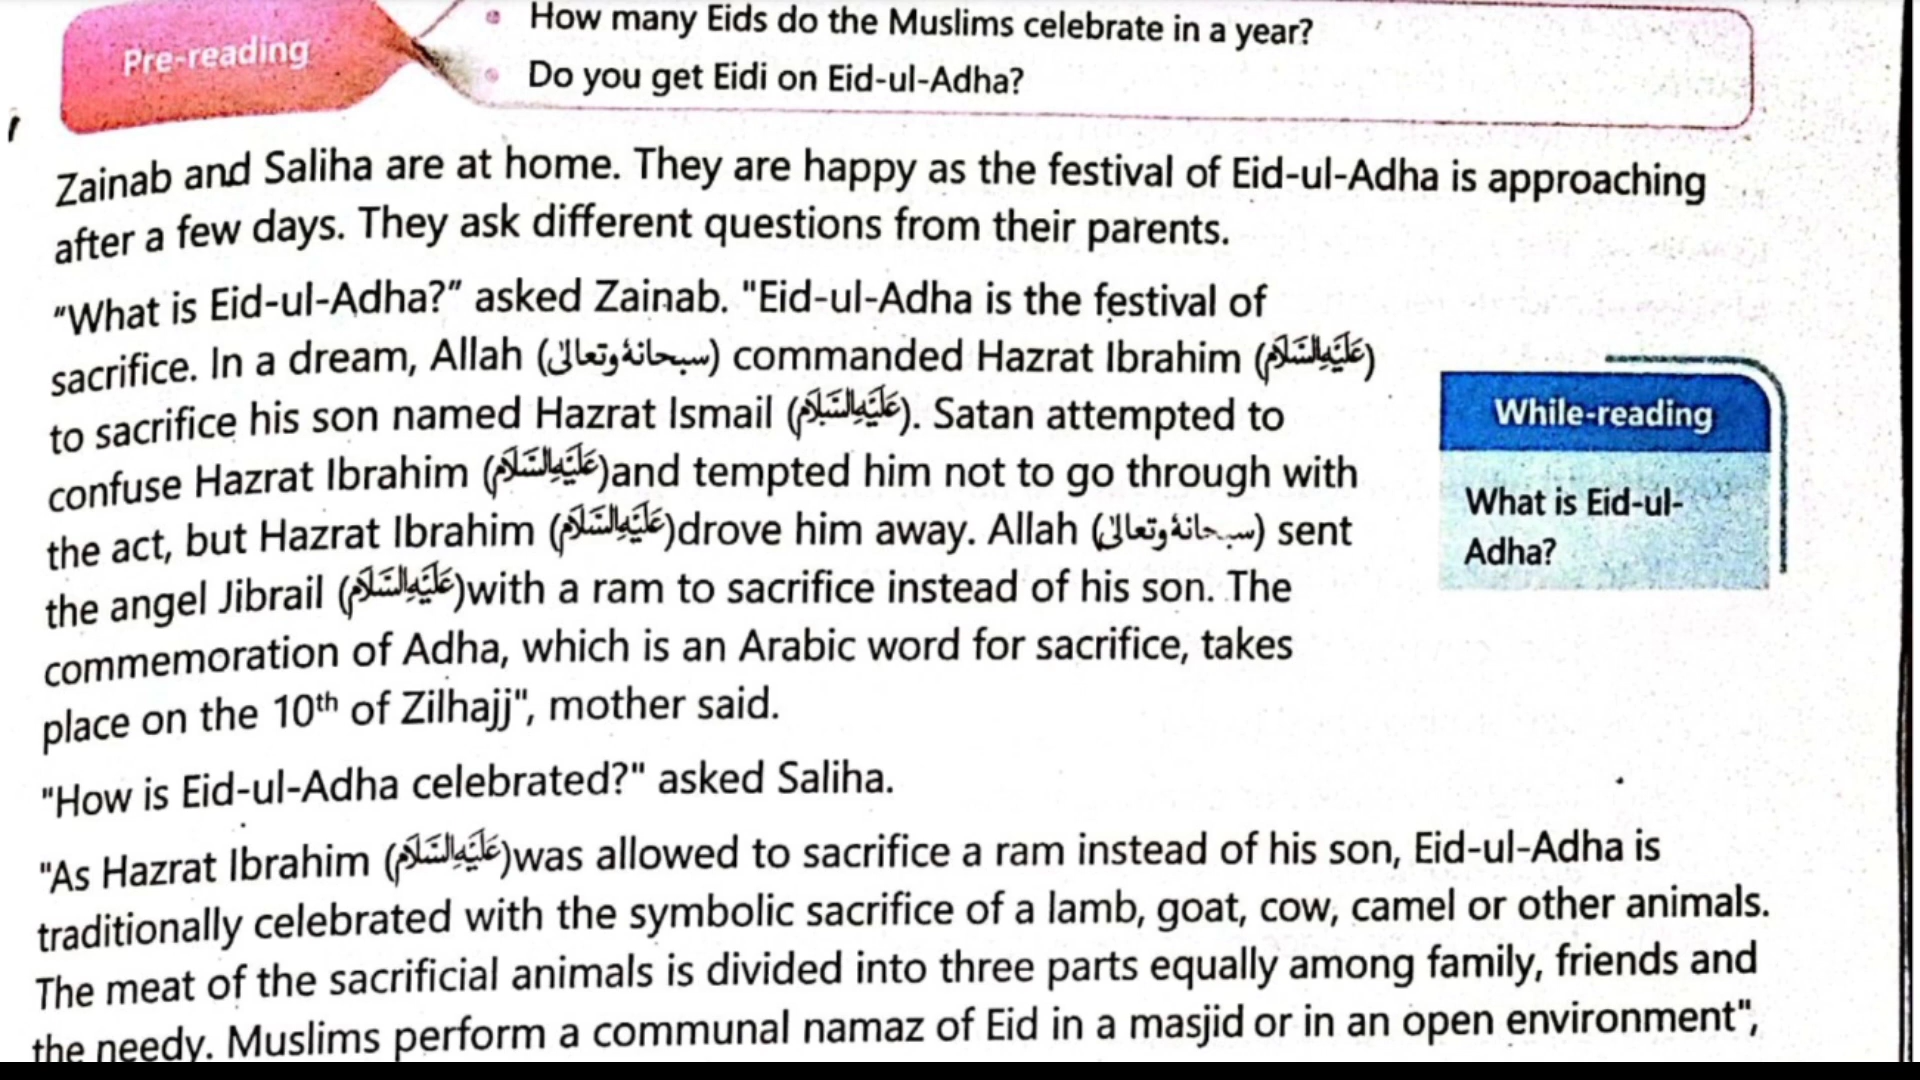 Pre-reading
How many Eids do the Muslims celebrate in a year?
Do you get Eidi on Eid-ul-Adha?
Zainab and Saliha are at home. They are happy as the festival of Eid-ul-Adha is approaching
after a few days. They ask different questions from their parents.
“What is Eid-ul-Adha?” asked Zainab. "Eid-ul-Adha is the festival of
sacrifice. In a dream, Allah (سبحانهٗ وتعالیٰ) commanded Hazrat Ibrahim (عَلَيْهِ السَّلَام)
to sacrifice his son named Hazrat Ismail (عَلَيْهِ السَّلَام). Satan attempted to
confuse Hazrat Ibrahim (عَلَيْهِ السَّلَام)and tempted him not to go through with
the act, but Hazrat Ibrahim (عَلَيْهِ السَّلَام)drove him away. Allah (سبحانهٗ وتعالیٰ) sent
the angel Jibrail (عَلَيْهِ السَّلَام)with a ram to sacrifice instead of his son. The
commemoration of Adha, which is an Arabic word for sacrifice, takes
place on the 10th of Zilhajj", mother said.
While-reading
What is Eid-ul-
Adha?
"How is Eid-ul-Adha celebrated?" asked Saliha.
"As Hazrat Ibrahim (عَلَيْهِ السَّلَام)was allowed to sacrifice a ram instead of his son, Eid-ul-Adha is
traditionally celebrated with the symbolic sacrifice of a lamb, goat, cow, camel or other animals.
The meat of the sacrificial animals is divided into three parts equally among family, friends and
the needy. Muslims perform a communal namaz of Eid in a masjid or in an open environment",